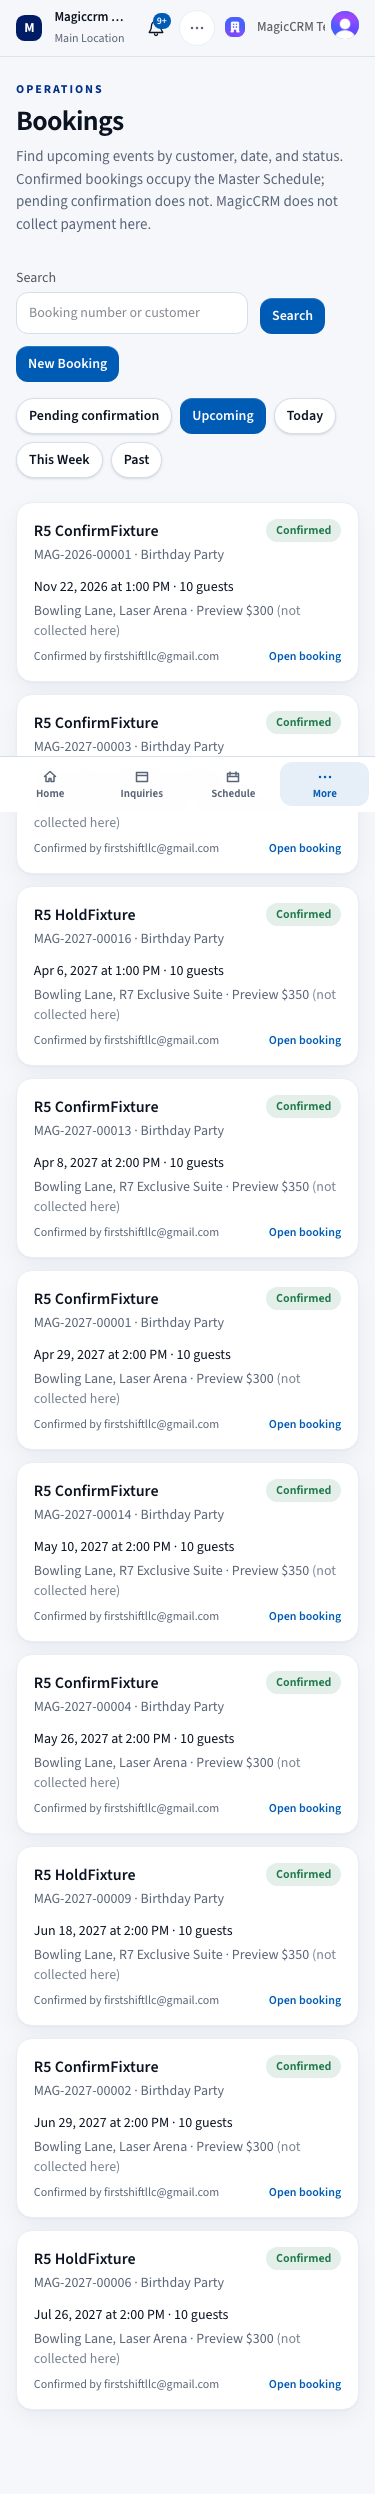 M
Magiccrm ...
Main Location
9+
MagicCRM Te
OPERATIONS
Bookings
Find upcoming events by customer, date, and status.
Confirmed bookings occupy the Master Schedule;
pending confirmation does not. MagicCRM does not
collect payment here.
Search
Booking number or customer
Search
New Booking
Pending confirmation
Upcoming
Today
This Week
Past
R5 ConfirmFixture
Confirmed
MAG-2026-00001 · Birthday Party
Nov 22, 2026 at 1:00 PM · 10 guests
Bowling Lane, Laser Arena · Preview $300 (not
collected here)
Confirmed by firstshiftllc@gmail.com
Open booking
R5 ConfirmFixture
Confirmed
MAG-2027-00003 · Birthday Party
Home
Inquiries
Schedule
More
collected here)
Confirmed by firstshiftllc@gmail.com
Open booking
R5 HoldFixture
Confirmed
MAG-2027-00016 · Birthday Party
Apr 6, 2027 at 1:00 PM · 10 guests
Bowling Lane, R7 Exclusive Suite · Preview $350 (not
collected here)
Confirmed by firstshiftllc@gmail.com
Open booking
R5 ConfirmFixture
Confirmed
MAG-2027-00013 · Birthday Party
Apr 8, 2027 at 2:00 PM · 10 guests
Bowling Lane, R7 Exclusive Suite · Preview $350 (not
collected here)
Confirmed by firstshiftllc@gmail.com
Open booking
R5 ConfirmFixture
Confirmed
MAG-2027-00001 · Birthday Party
Apr 29, 2027 at 2:00 PM · 10 guests
Bowling Lane, Laser Arena · Preview $300 (not
collected here)
Confirmed by firstshiftllc@gmail.com
Open booking
R5 ConfirmFixture
Confirmed
MAG-2027-00014 · Birthday Party
May 10, 2027 at 2:00 PM · 10 guests
Bowling Lane, R7 Exclusive Suite · Preview $350 (not
collected here)
Confirmed by firstshiftllc@gmail.com
Open booking
R5 ConfirmFixture
Confirmed
MAG-2027-00004 · Birthday Party
May 26, 2027 at 2:00 PM · 10 guests
Bowling Lane, Laser Arena · Preview $300 (not
collected here)
Confirmed by firstshiftllc@gmail.com
Open booking
R5 HoldFixture
Confirmed
MAG-2027-00009 · Birthday Party
Jun 18, 2027 at 2:00 PM · 10 guests
Bowling Lane, R7 Exclusive Suite · Preview $350 (not
collected here)
Confirmed by firstshiftllc@gmail.com
Open booking
R5 ConfirmFixture
Confirmed
MAG-2027-00002 · Birthday Party
Jun 29, 2027 at 2:00 PM · 10 guests
Bowling Lane, Laser Arena · Preview $300 (not
collected here)
Confirmed by firstshiftllc@gmail.com
Open booking
R5 HoldFixture
Confirmed
MAG-2027-00006 · Birthday Party
Jul 26, 2027 at 2:00 PM · 10 guests
Bowling Lane, Laser Arena · Preview $300 (not
collected here)
Confirmed by firstshiftllc@gmail.com
Open booking